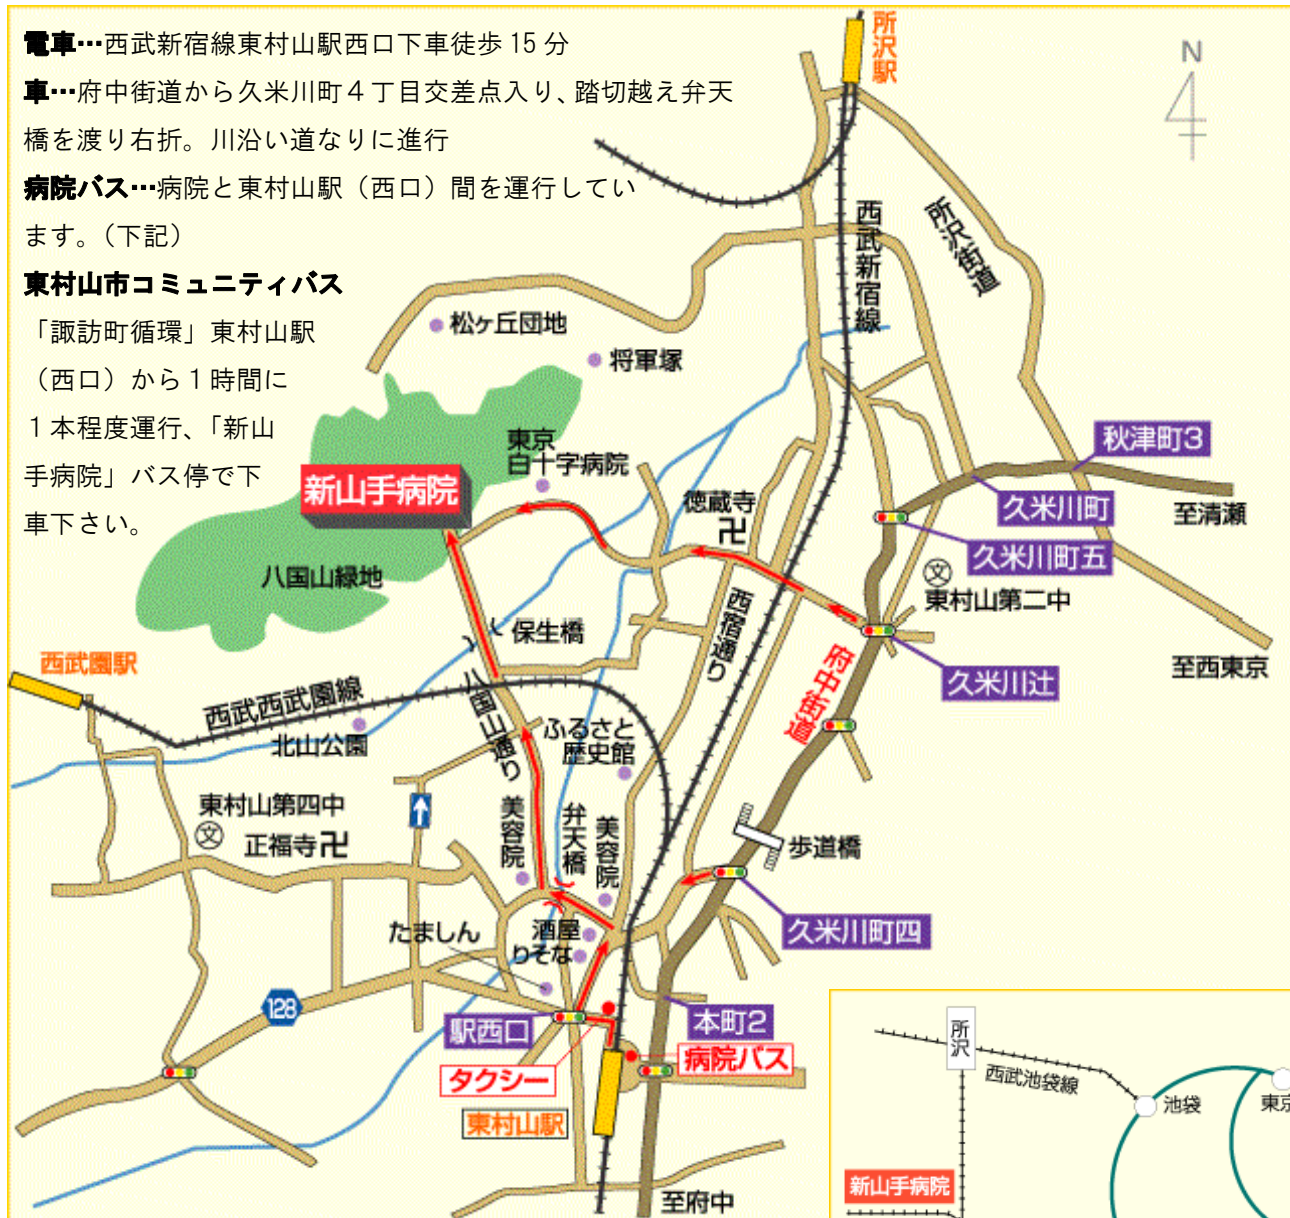 電車…西武新宿線東村山駅西口下車徒歩 15 分
車…府中街道から久米川町４丁目交差点入り、踏切越え弁天
橋を渡り右折。川沿い道なりに進行
病院バス…病院と東村山駅（西口）間を運行してい
ます。（下記）
東村山市コミュニティバス
「諏訪町循環」東村山駅
（西口）から１時間に
１本程度運行、「新山
手病院」バス停で下
車下さい。
所沢駅
N
西武新宿線
所沢街道
松ヶ丘団地
将軍塚
東京
白十字病院
新山手病院
徳蔵寺
卍
秋津町3
久米川町
至清瀬
久米川町五
文
東村山第二中
八国山緑地
保生橋
西宿通り
久米川辻
至西東京
西武園駅
西武西武園線
北山公園
八国山通り
ふるさと
歴史館
府中街道
東村山第四中
文
正福寺卍
美容院
弁天橋
美容院
歩道橋
久米川町四
たましん
酒屋
りそな
128
駅西口
本町2
タクシー
病院バス
東村山駅
至府中
所沢
西武池袋線
池袋
東京
新山手病院